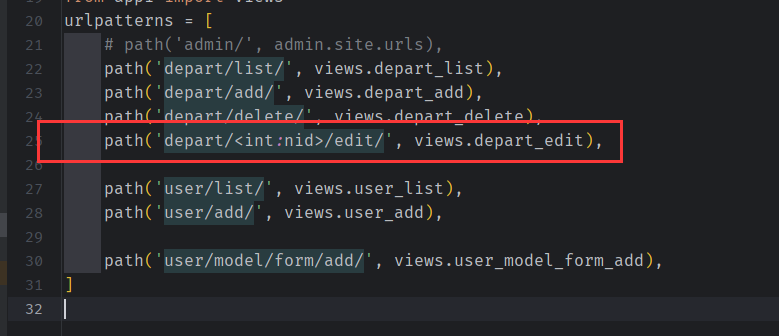 19 from app1 import views
20 urlpatterns = [
21 # path('admin/', admin.site.urls),
22 path('depart/list/', views.depart_list),
23 path('depart/add/', views.depart_add),
24 path('depart/delete/', views.depart_delete),
25 path('depart/<int:nid>/edit/', views.depart_edit),
26
27 path('user/list/', views.user_list),
28 path('user/add/', views.user_add),
29
30 path('user/model/form/add/', views.user_model_form_add),
31 ]
32